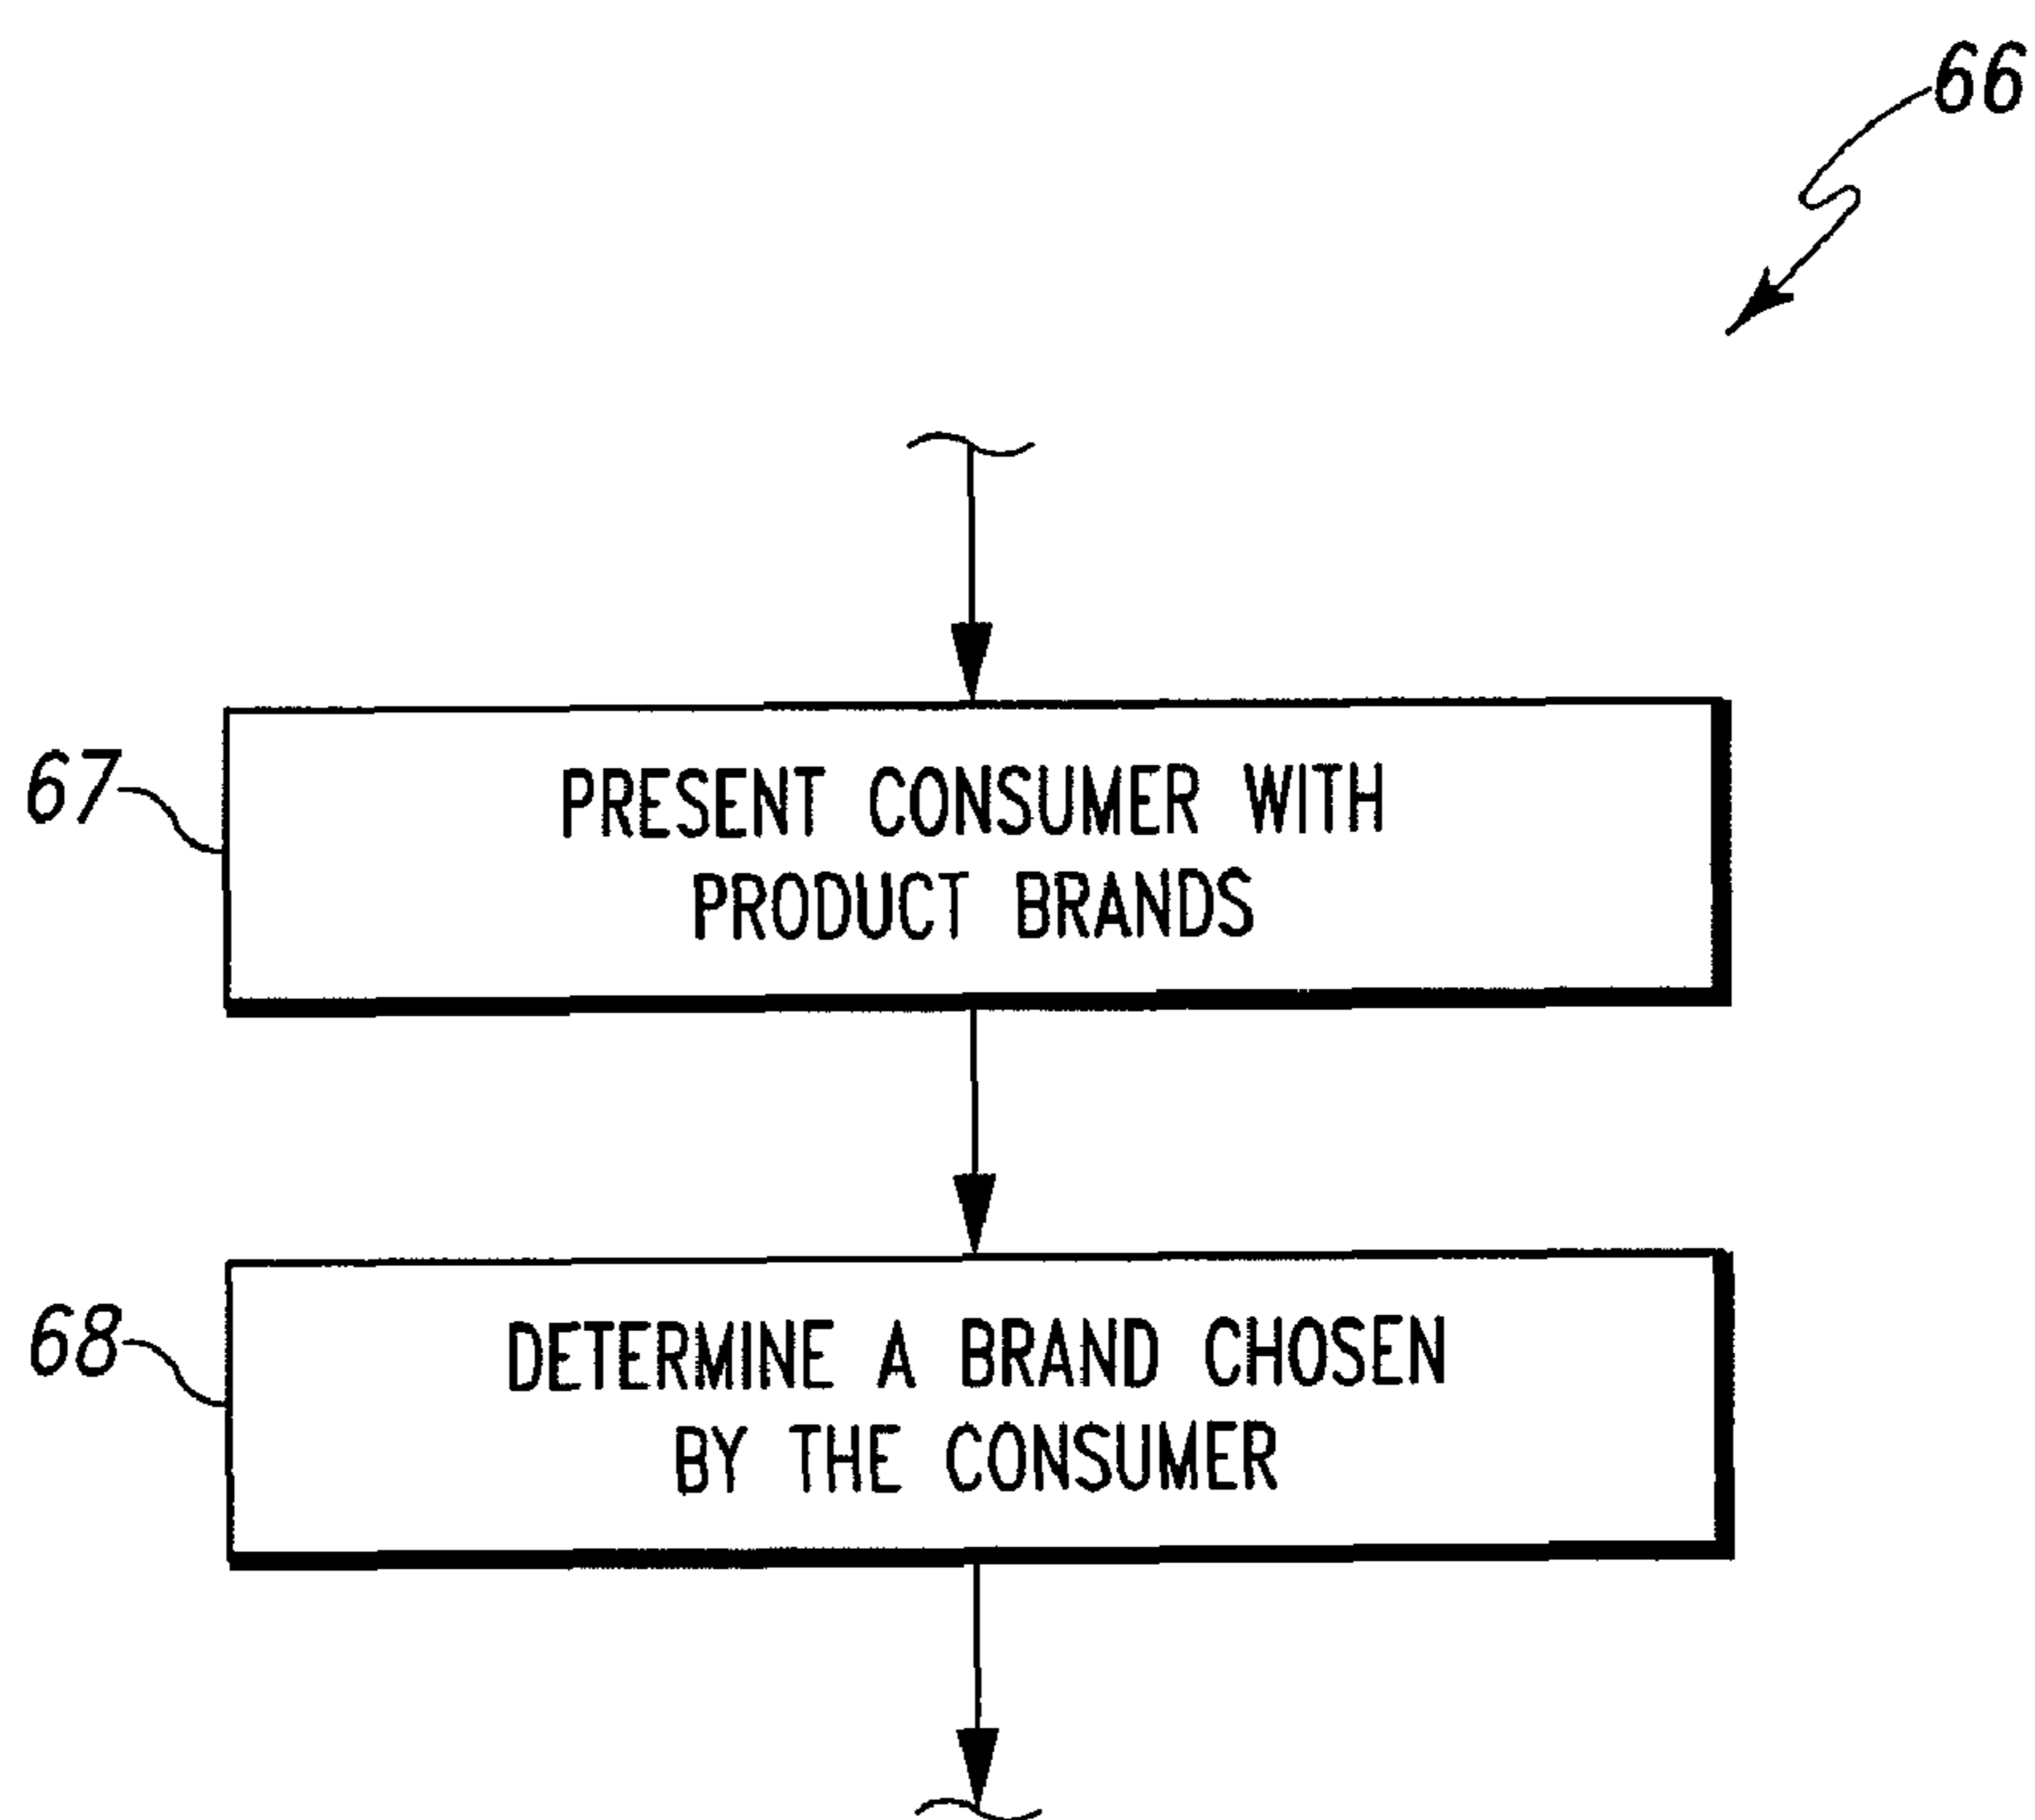 66
67
PRESENT CONSUMER WITH
PRODUCT BRANDS
68
DETERMINE A BRAND CHOSEN
BY THE CONSUMER